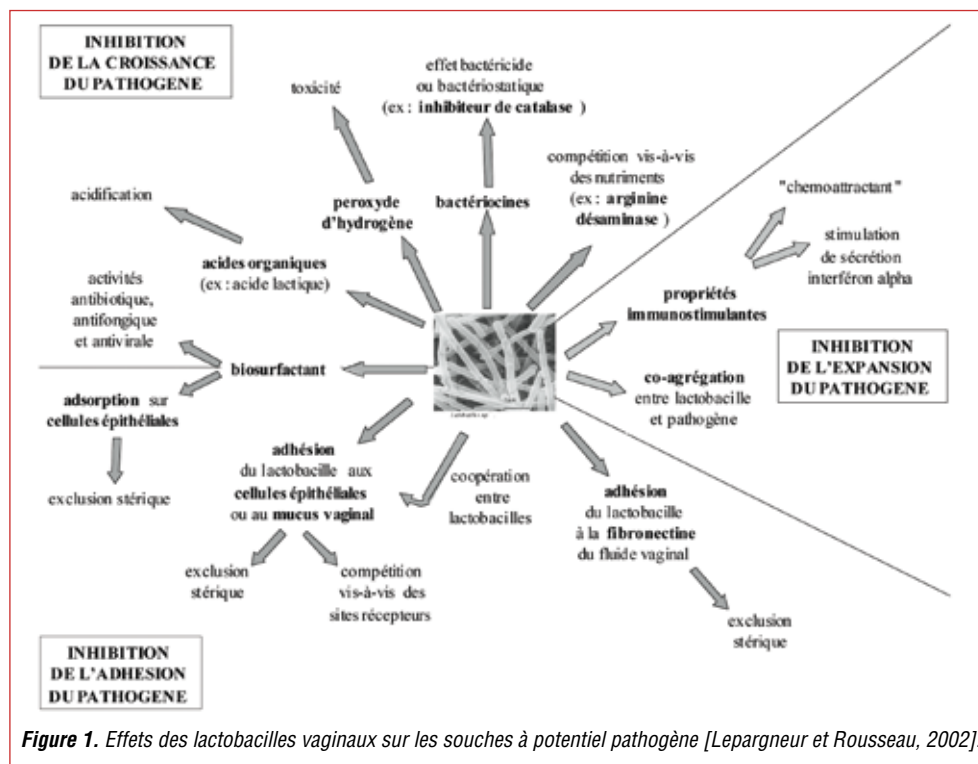 INHIBITION
DE LA CROISSANCE
DU PATHOGENE
toxicité
effet bactéricide
ou bactériostatique
(ex : inhibiteur de catalase )
compétition vis-à-vis
des nutriments
(ex : arginine
désaminase )
"chemoattractant"
stimulation
de sécrétion
interféron alpha
acidification
peroxyde
d'hydrogène
bactériocines
acides organiques
(ex : acide lactique)
activités
antibiotique,
antifongique
et antivirale
propriétés
immunostimulantes
INHIBITION
DE L'EXPANSION
DU PATHOGENE
biosurfactant
co-agrégation
entre lactobacille
et pathogène
adsorption sur
cellules épithéliales
exclusion stérique
adhésion
du lactobacille aux
cellules épithéliales
ou au mucus vaginal
coopération
entre
lactobacilles
adhésion
du lactobacille
à la fibronectine
du fluide vaginal
exclusion
stérique
compétition
vis-à-vis des
sites récepteurs
exclusion
stérique
INHIBITION
DE L'ADHESION
DU PATHOGENE
Figure 1. Effets des lactobacilles vaginaux sur les souches à potentiel pathogène [Lepargneur et Rousseau, 2002].